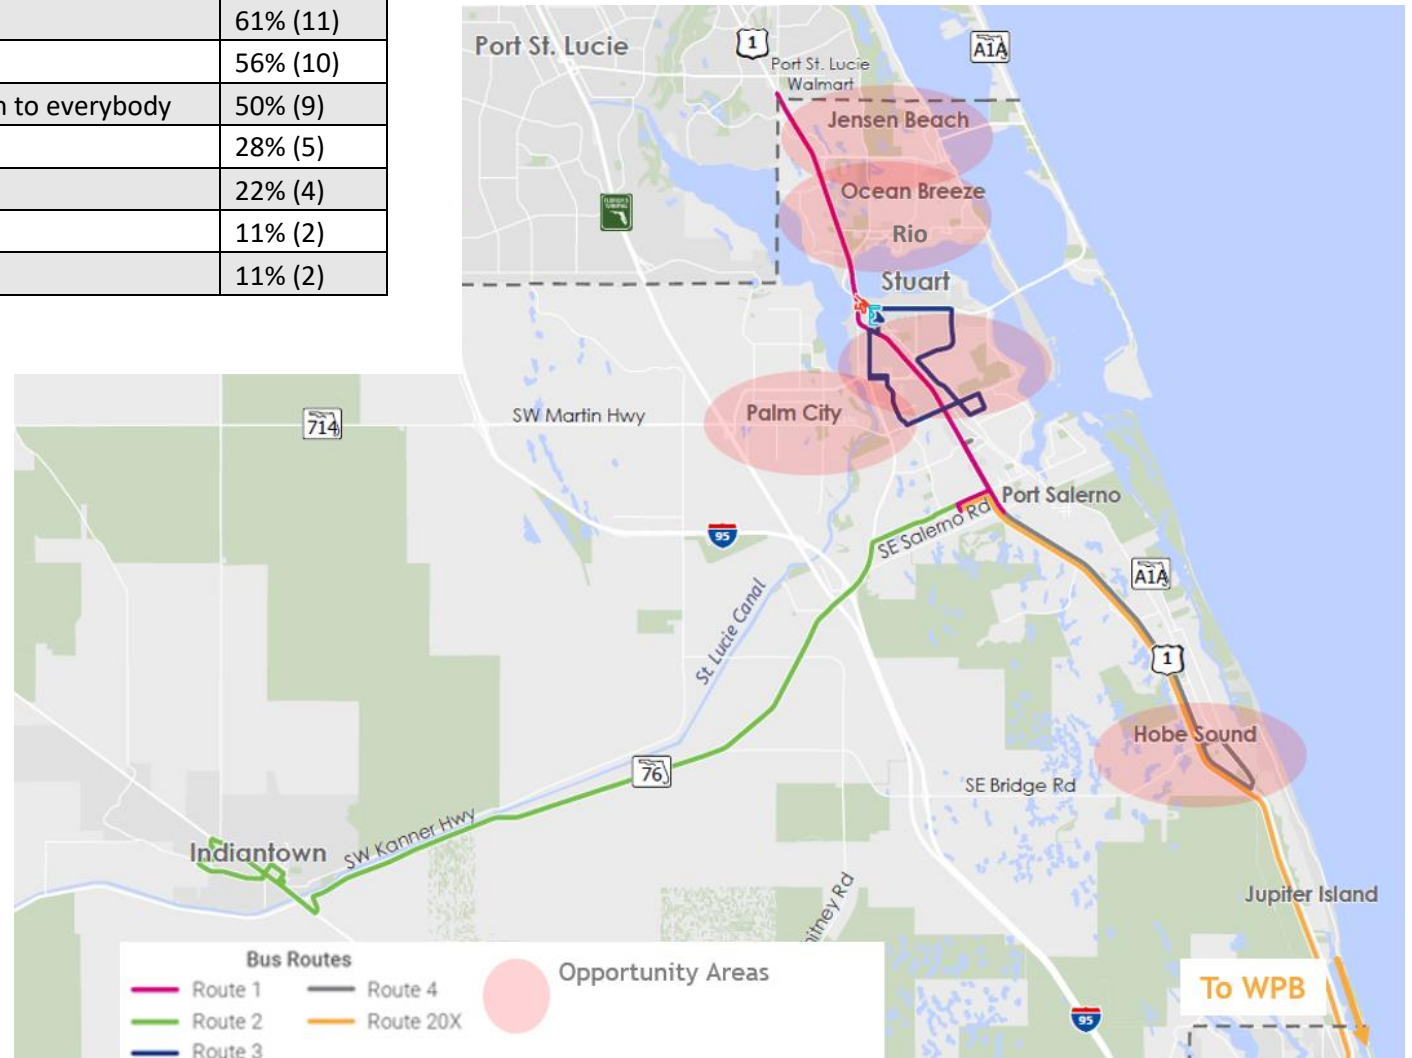 61% (11)
56% (10)
n to everybody 50% (9)
28% (5)
22% (4)
11% (2)
11% (2)
Port St. Lucie
1
A1A
Port St. Lucie
Walmart
Jensen Beach
Ocean Breeze
Rio
Stuart
714
SW Martin Hwy
Palm City
Port Salerno
SE Salerno Rd
95
A1A
St. Lucie Canal
1
Hobe Sound
76
SE Bridge Rd
SW Kanner Hwy
Indiantown
itney Rd
Jupiter Island
Bus Routes
Opportunity Areas
Route 1 Route 4
Route 2 Route 20X
Route 3
To WPB
95